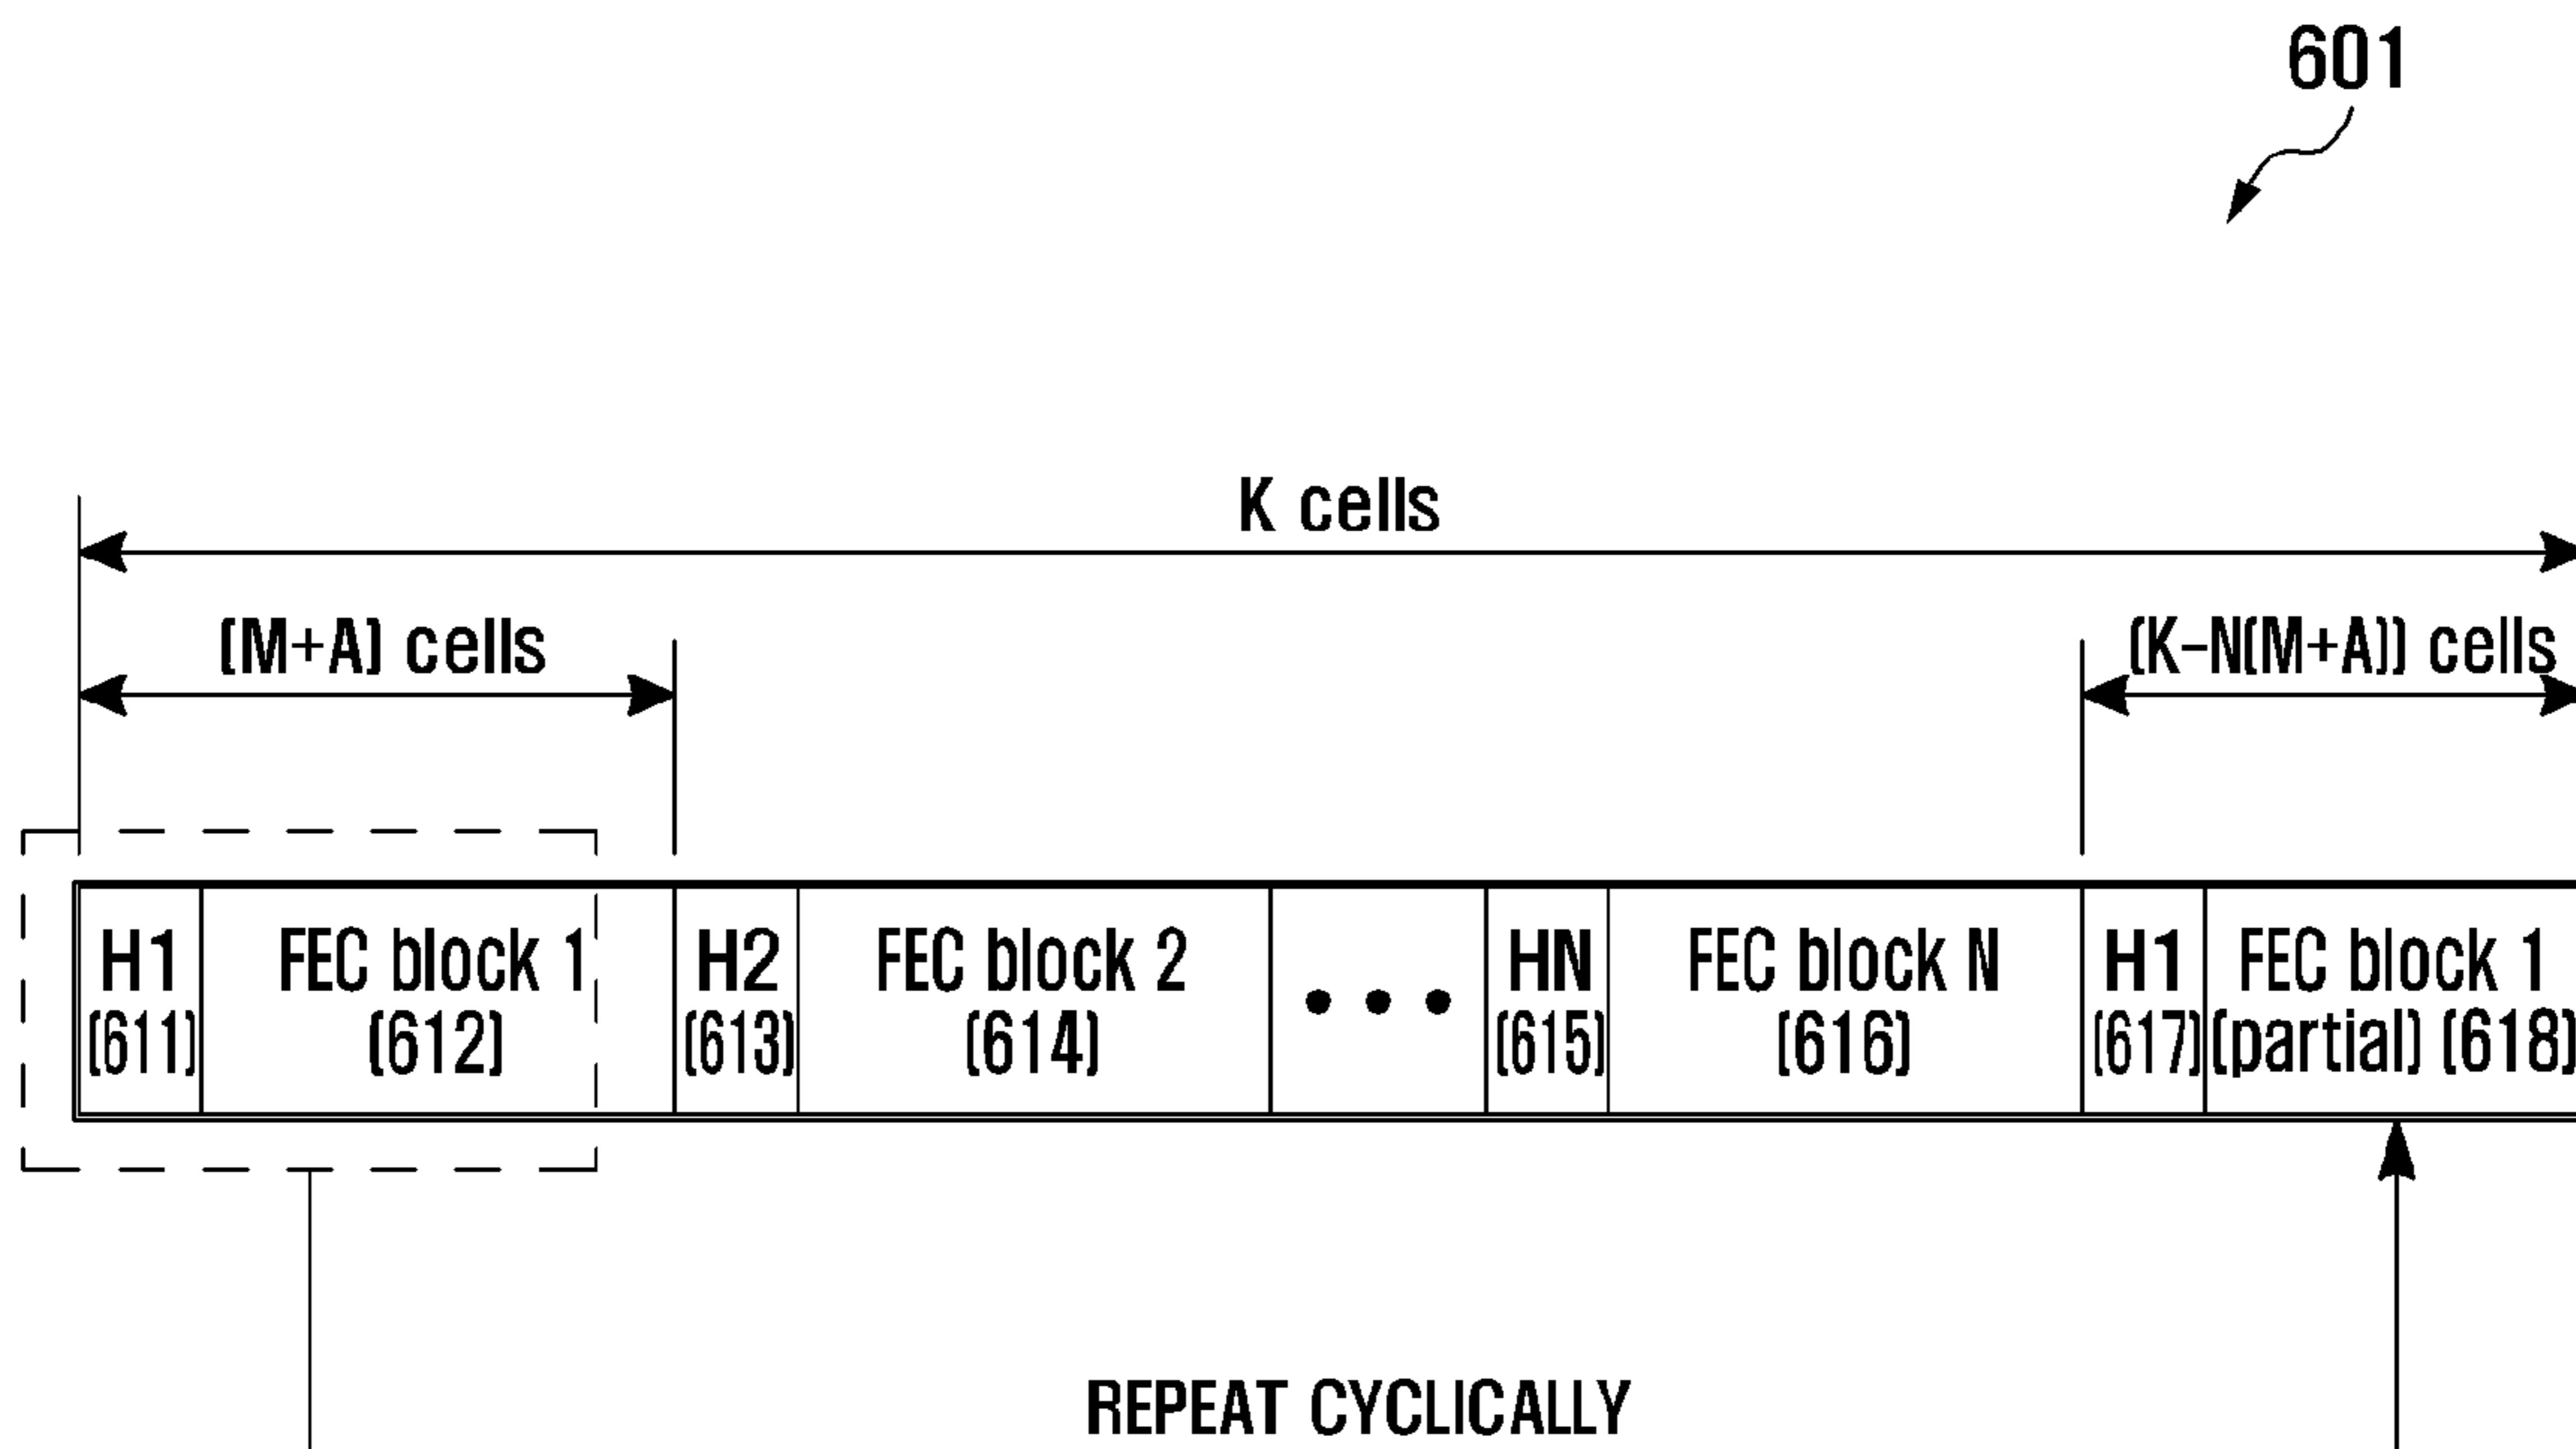 601
K cells
(M+A) cells
(K-N(M+A)) cells
H1
(611)
FEC block 1
(612)
H2
(613)
FEC block 2
(614)
•••
HN
(615)
FEC block N
(616)
H1
(617)
FEC block 1
(partial) (618)
REPEAT CYCLICALLY